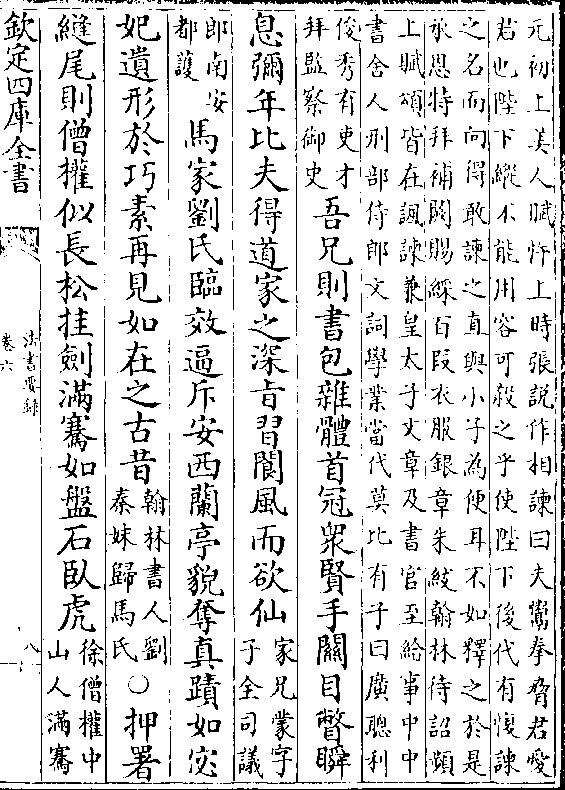 元初上美人賦忤上時張說作相諫曰夫鬻拳脅君愛
君也陛下縱不能用容可殺之乎使陛下後代有愎諫
之名而向得敢諫之直與小子為便耳不如釋之於是
承恩特拜補闕賜綵百段衣服銀章朱紱翰林待詔頻
上賦頌皆在諷諫兼皇太子文章及書官至給事中中
書舍人刑部侍郎文詞學業當代莫比有子曰廣聰利
俊秀有吏才
拜監察御史
吾兄則書包雜體首冠衆賢手闗目瞥瞬
息彌年比夫得道家之深旨習閬風而欲仙
家兄蒙字
子全司議
郎南安
都護
馬家劉氏臨效逼斥安西蘭亭貌奪真蹟如宓
妃遺形於巧素再見如在之古昔
翰林書人劉
秦妹歸馬氏
○押署
縫尾則僧權似長松挂劍滿騫如盤石臥虎
徐僧權中
山人滿騫
欽定四庫全書
法書要錄
卷六
八